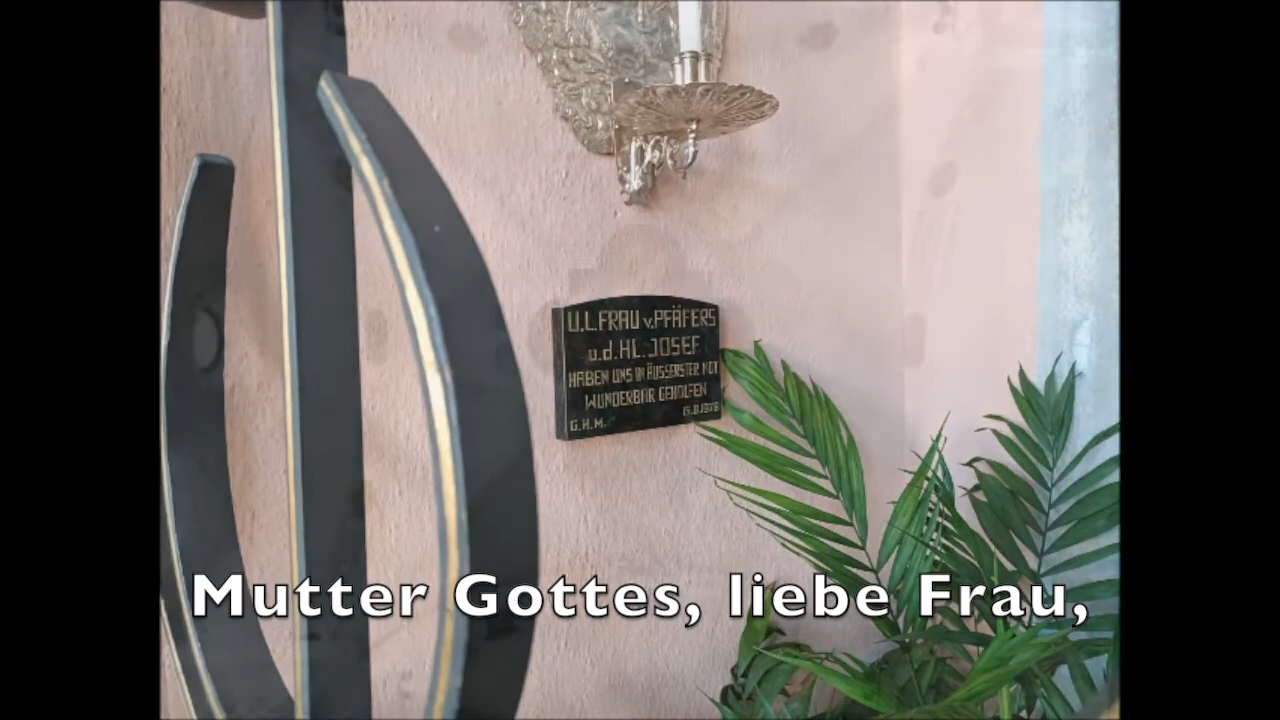 U.L.FRAU v.PFÄFERS
u.d.HL.JOSEF
HABEN UNS IN ÄUSSERSTER NOT
WUNDERBAR GEHOLFEN
G.H.M.
Mutter Gottes, liebe Frau,